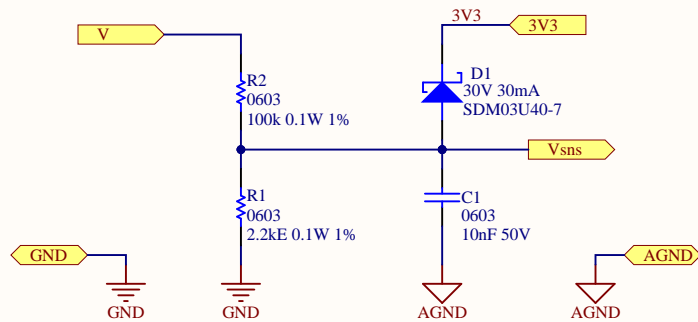 V
3V3
3V3
R2
0603
100k 0.1W 1%
D1
30V 30mA
SDM03U40-7
Vsns
R1
0603
2.2kE 0.1W 1%
C1
0603
10nF 50V
GND
AGND
GND
GND
AGND
AGND